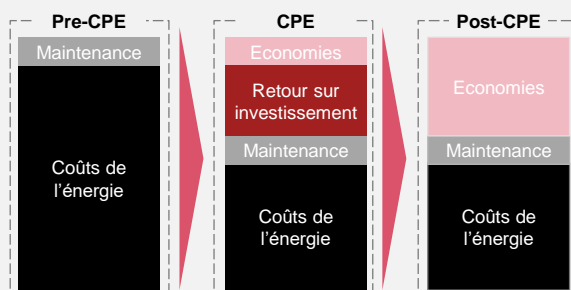 Pre-CPE
Maintenance
Coûts de
l’énergie
CPE
Economies
Retour sur
investissement
Maintenance
Coûts de
l’énergie
Post-CPE
Economies
Maintenance
Coûts de
l’énergie